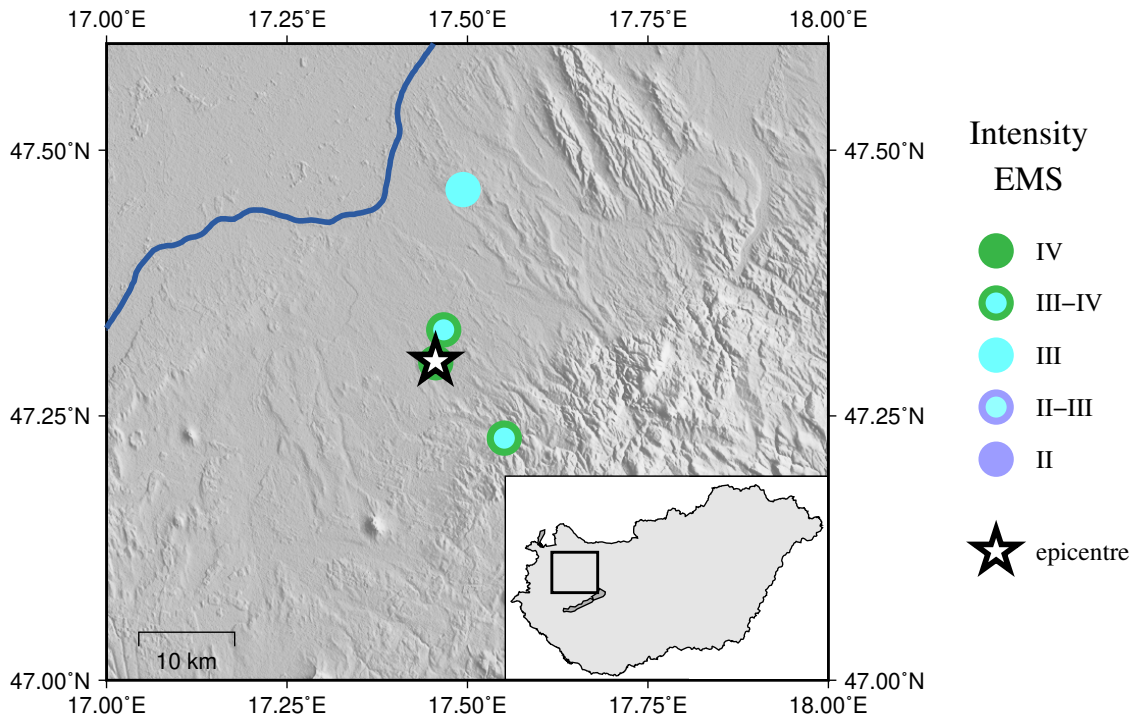 17.00°E 17.25°E 17.50°E 17.75°E 18.00°E
47.50°N 47.50°N
47.25°N 47.25°N
47.00°N 47.00°N
10 km
17.00°E 17.25°E 17.50°E 17.75°E 18.00°E
Intensity
EMS
IV
III–IV
III
II–III
II
epicentre